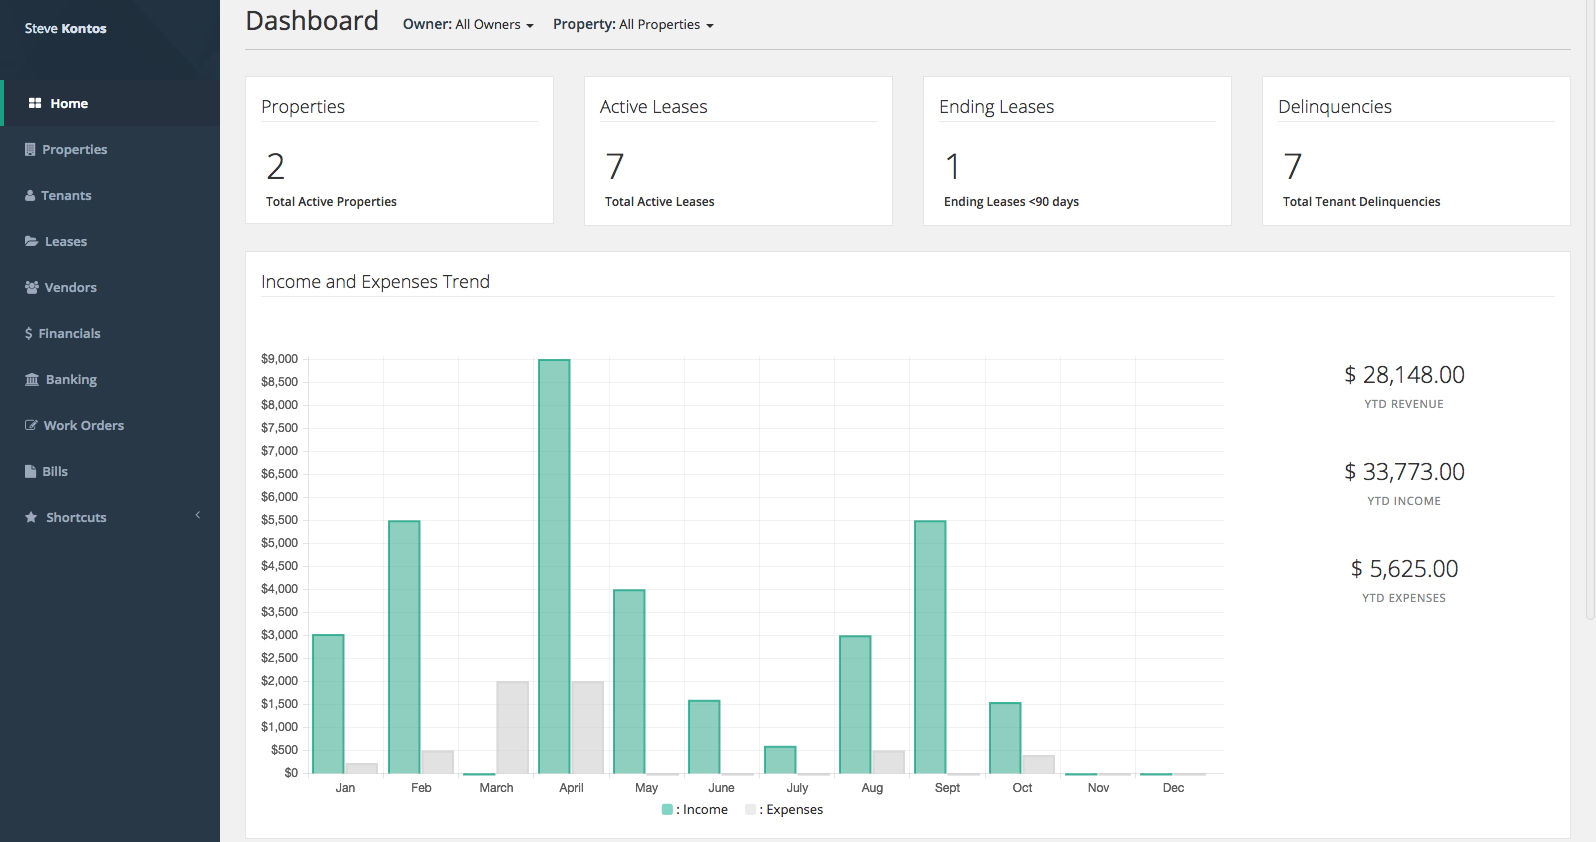 Steve Kontos
Home
Properties
Tenants
Leases
Vendors
$ Financials
Banking
Work Orders
Bills
Shortcuts
Dashboard
Owner: All Owners
Property: All Properties
Properties
2
Total Active Properties
Active Leases
7
Total Active Leases
Ending Leases
1
Ending Leases <90 days
Delinquencies
7
Total Tenant Delinquencies
Income and Expenses Trend
$9,000
$8,500
$8,000
$7,500
$7,000
$6,500
$6,000
$5,500
$5,000
$4,500
$4,000
$3,500
$3,000
$2,500
$2,000
$1,500
$1,000
$500
$0
Jan Feb March April May June July Aug Sept Oct Nov Dec
: Income : Expenses
$ 28,148.00
YTD REVENUE
$ 33,773.00
YTD INCOME
$ 5,625.00
YTD EXPENSES